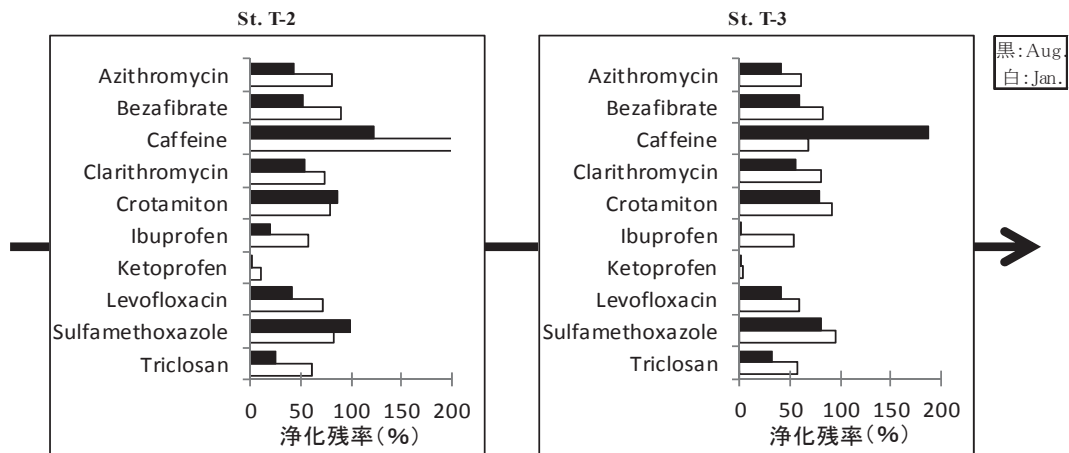 St. T-2
Azithromycin
Bezafibrate
Caffeine
Clarithromycin
Crotamiton
Ibuprofen
Ketoprofen
Levofloxacin
Sulfamethoxazole
Triclosan
0 50 100 150 200
浄化残率(%)
St. T-3
Azithromycin
Bezafibrate
Caffeine
Clarithromycin
Crotamiton
Ibuprofen
Ketoprofen
Levofloxacin
Sulfamethoxazole
Triclosan
0 50 100 150 200
浄化残率(%)
黒:Aug.
白:Jan.